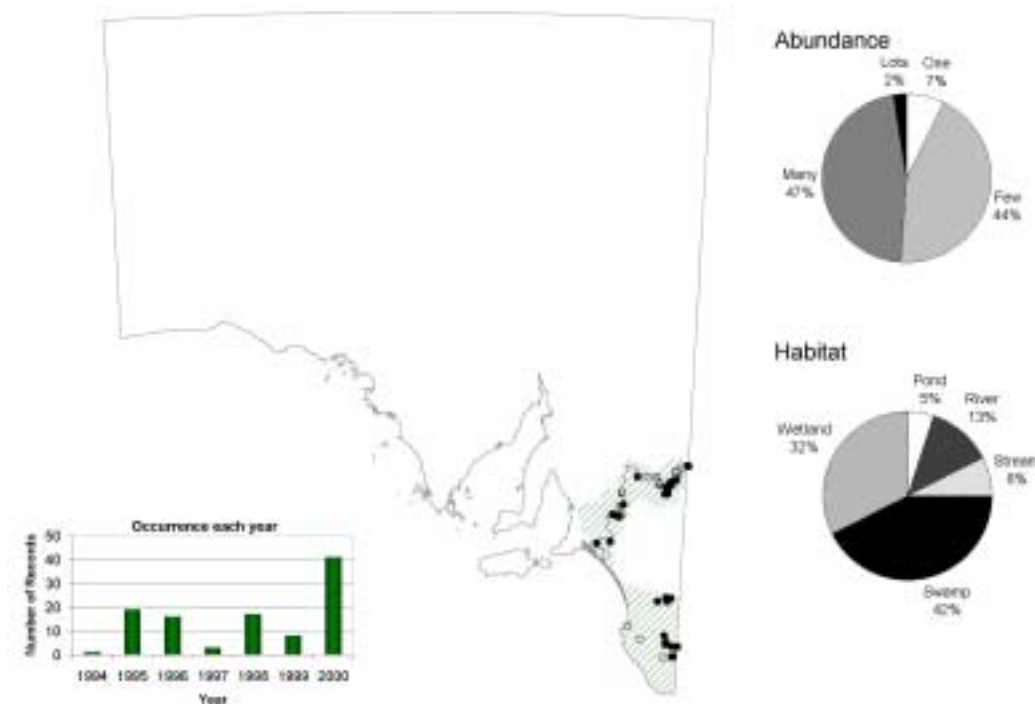 Abundance
Lots
2%
One
7%
Many
47%
Few
44%
Habitat
Pond
5%
River
13%
Wetland
32%
Stream
8%
Swamp
42%
Occurrence each year
Number of Records
50
40
30
20
10
0
1994 1995 1996 1997 1998 1999 2000
Year